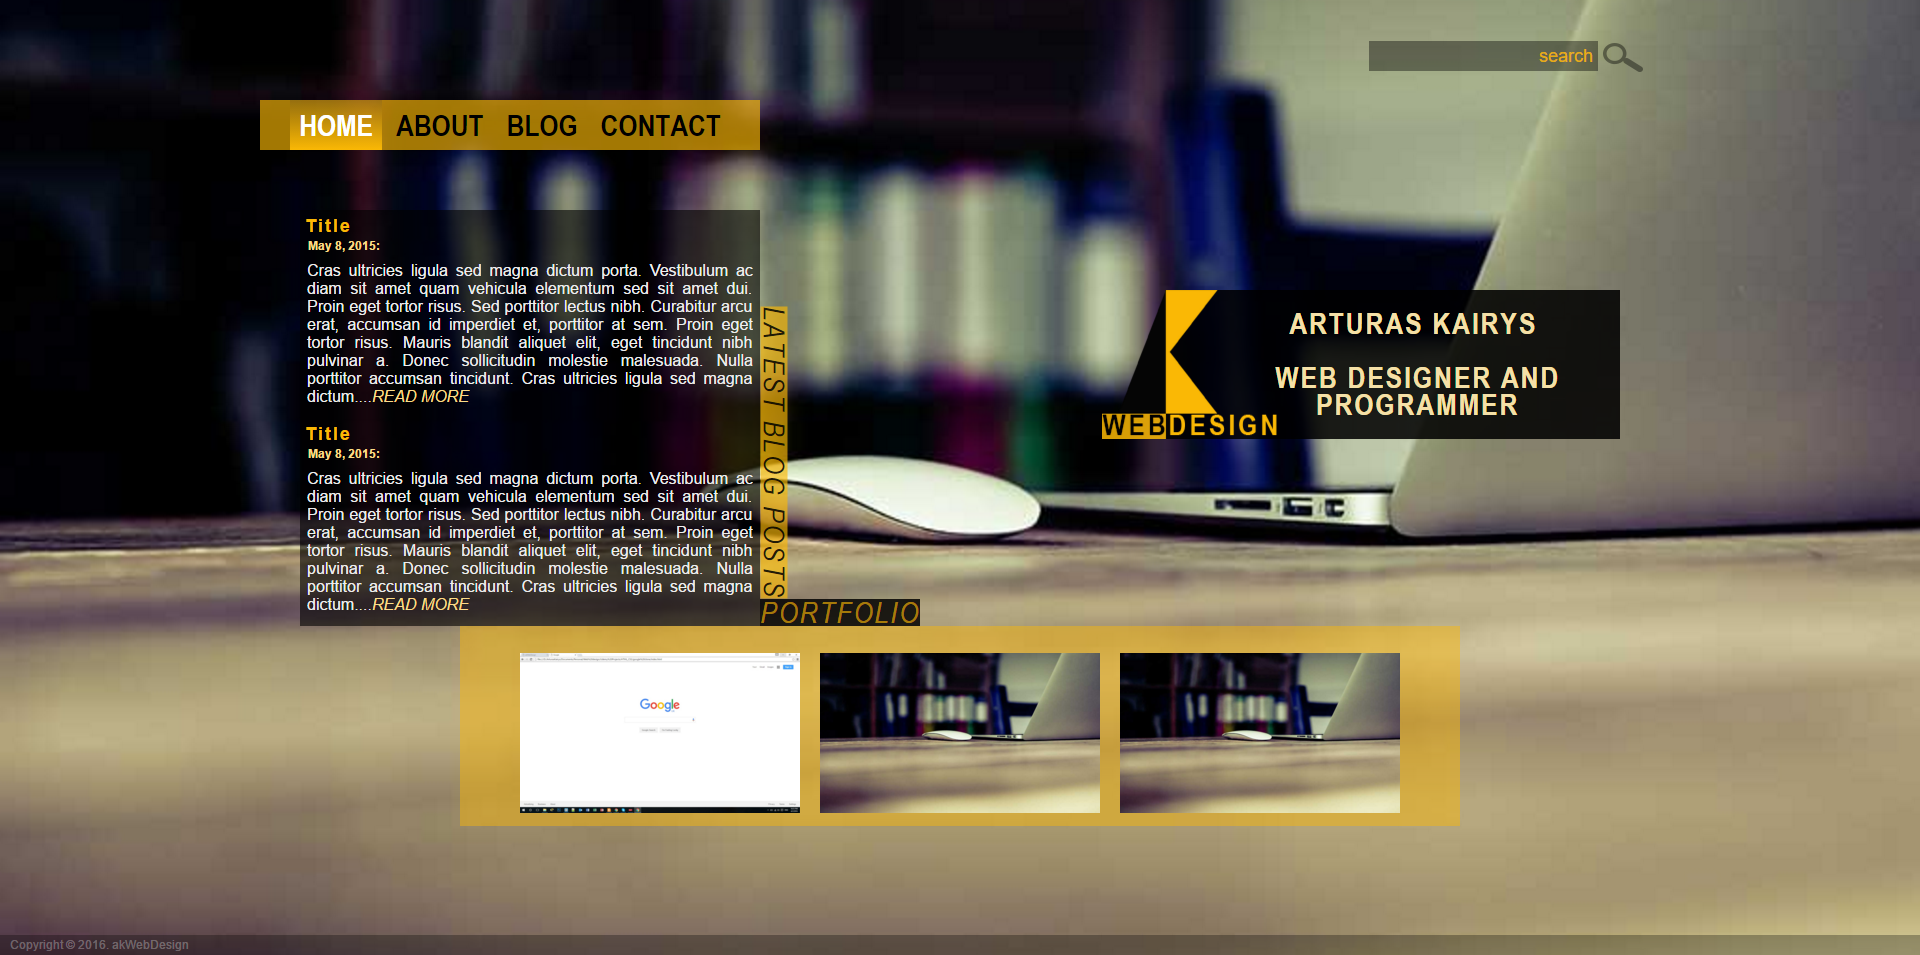 search
HOME ABOUT BLOG CONTACT
Title
May 8, 2015:
Cras ultricies ligula sed magna dictum porta. Vestibulum ac
diam sit amet quam vehicula elementum sed sit amet dui.
Proin eget tortor risus. Sed porttitor lectus nibh. Curabitur arcu
erat, accumsan id imperdiet et, porttitor at sem. Proin eget
tortor risus. Mauris blandit aliquet elit, eget tincidunt nibh
pulvinar a. Donec sollicitudin molestie malesuada. Nulla
porttitor accumsan tincidunt. Cras ultricies ligula sed magna
dictum....READ MORE
Title
May 8, 2015:
Cras ultricies ligula sed magna dictum porta. Vestibulum ac
diam sit amet quam vehicula elementum sed sit amet dui.
Proin eget tortor risus. Sed porttitor lectus nibh. Curabitur arcu
erat, accumsan id imperdiet et, porttitor at sem. Proin eget
tortor risus. Mauris blandit aliquet elit, eget tincidunt nibh
pulvinar a. Donec sollicitudin molestie malesuada. Nulla
porttitor accumsan tincidunt. Cras ultricies ligula sed magna
dictum....READ MORE
LATEST BLOG POSTS
ARTURAS KAIRYS
WEB DESIGNER AND
PROGRAMMER
WEBDESIGN
PORTFOLIO
Google
Copyright © 2016. akWebDesign